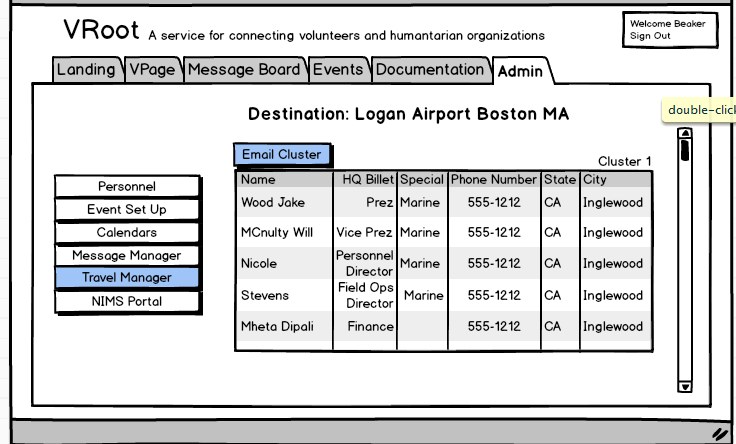 VRoot A service for connecting volunteers and humanitarian organizations
Welcome Beaker
Sign Out
Landing VPage Message Board Events Documentation Admin
double-click
Destination: Logan Airport Boston MA
Email Cluster
Cluster 1
Personnel
Event Set Up
Calendars
Message Manager
Travel Manager
NIMS Portal
Name HQ Billet Special Phone Number State City
Wood Jake Prez Marine 555-1212 CA Inglewood
MCnulty Will Vice Prez Marine 555-1212 CA Inglewood
Nicole Personnel Director Marine 555-1212 CA Inglewood
Stevens Field Ops Director Marine 555-1212 CA Inglewood
Mheta Dipali Finance 555-1212 CA Inglewood